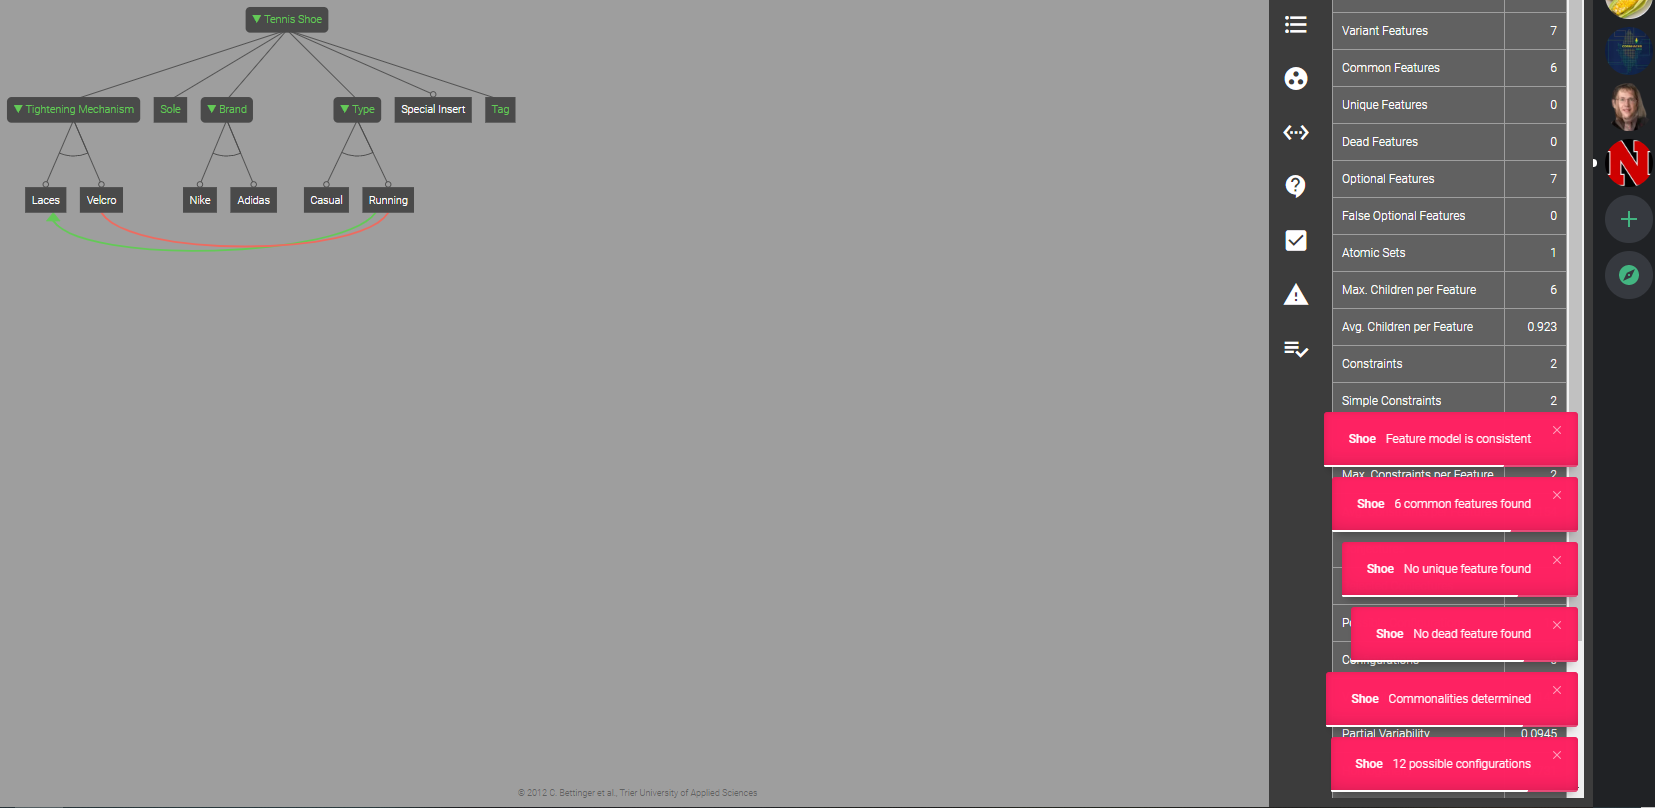 Tennis Shoe
Tightening Mechanism
Sole
Brand
Type
Special Insert
Tag
Laces
Velcro
Nike
Adidas
Casual
Running
© 2012 C. Bettinger et al., Trier University of Applied Sciences
Variant Features 7
Common Features 6
Unique Features 0
Dead Features 0
Optional Features 7
False Optional Features 0
Atomic Sets 1
Max. Children per Feature 6
Avg. Children per Feature 0.923
Constraints 2
Simple Constraints 2
Shoe Feature model is consistent
Max. Constraints per Feature 2
Shoe 6 common features found
Shoe No unique feature found
Shoe No dead feature found
Configurations
Shoe Commonalities determined
Partial Variability 0.0945
Shoe 12 possible configurations
N